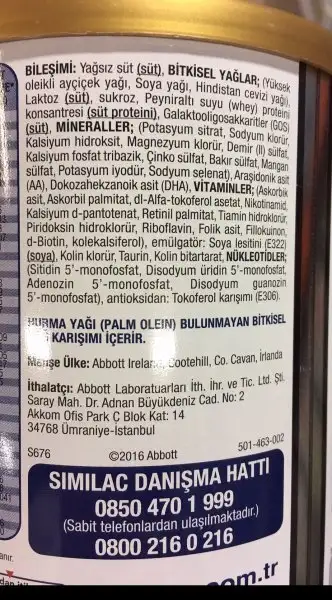 BİLEŞİMİ: Yağsız süt (süt), BİTKİSEL YAĞLAR; (Yüksek
oleikli ayçiçek yağı, Soya yağı, Hindistan cevizi yağı),
Laktoz (süt), sukroz, Peyniraltı suyu (whey) proteini
konsantresi (süt proteini), Galaktooligosakkaritler (GOS)
(süt), MİNERALLER; (Potasyum sitrat, Sodyum klorür,
Kalsiyum hidroksit, Magnezyum klorür, Demir (II) sülfat,
Kalsiyum fosfat tribazik, Çinko sülfat, Bakır sülfat, Mangan
sülfat, Potasyum iyodür, Sodyum selenat), Araşidonik asit
(AA), Dokozahekzanoik asit (DHA), VİTAMİNLER; (Askorbik
asit, Askorbil palmitat, dl-Alfa-tokoferol asetat, Nikotinamid,
Kalsiyum d-pantotenat, Retinil palmitat, Tiamin hidroklorür,
Piridoksin hidroklorür, Riboflavin, Folik asit, Fillokuinon,
d-Biotin, kolekalsiferol), emülgatör: Soya lesitini (E322)
(soya), Kolin klorür, Taurin, Kolin bitartarat, NÜKLEOTİDLER;
(Sitidin 5'-monofosfat, Disodyum üridin 5'-monofosfat,
Adenozin 5'-monofosfat, Disodyum guanozin
5'-monofosfat), antioksidan: Tokoferol karışımı (E306).
HURMA YAĞI (PALM OLEIN) BULUNMAYAN BİTKİSEL
KARIŞIMI İÇERİR.
Menşe Ülke: Abbott Ireland, Cootehill, Co. Cavan, İrlanda
İthalatçı: Abbott Laboratuarları İth. İhr. ve Tic. Ltd. Şti.
Saray Mah. Dr. Adnan Büyükdeniz Cad. No: 2
Akkom Ofis Park Ç Blok Kat: 14
34768 Ümraniye-İstanbul
501-463-002
S676 ©2016 Abbott
SIMILAC DANIŞMA HATTI
0850 470 1 999
(Sabit telefonlardan ulaşılmaktadır.)
0800 216 0 216
om.tr